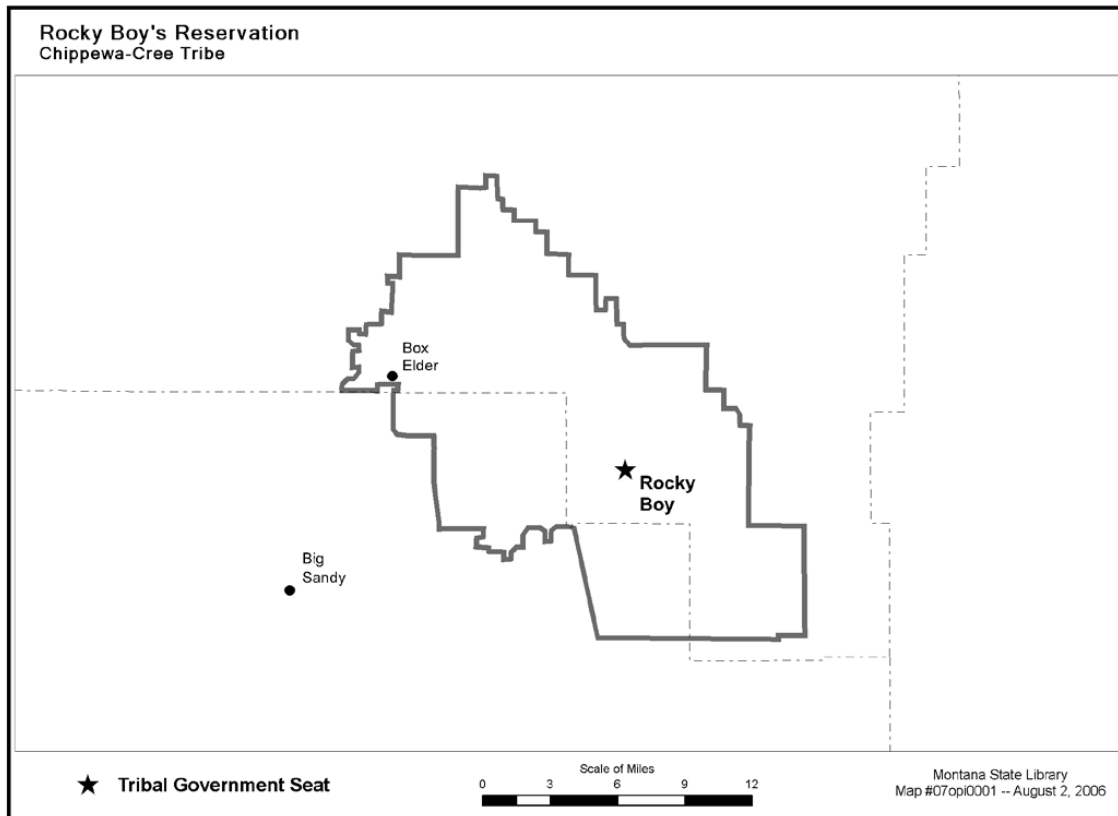 Rocky Boy's Reservation
Chippewa-Cree Tribe
Box
Elder
Rocky
Boy
Big
Sandy
Tribal Government Seat
Scale of Miles
0 3 6 9 12
Montana State Library
Map #07opi0001 -- August 2, 2006